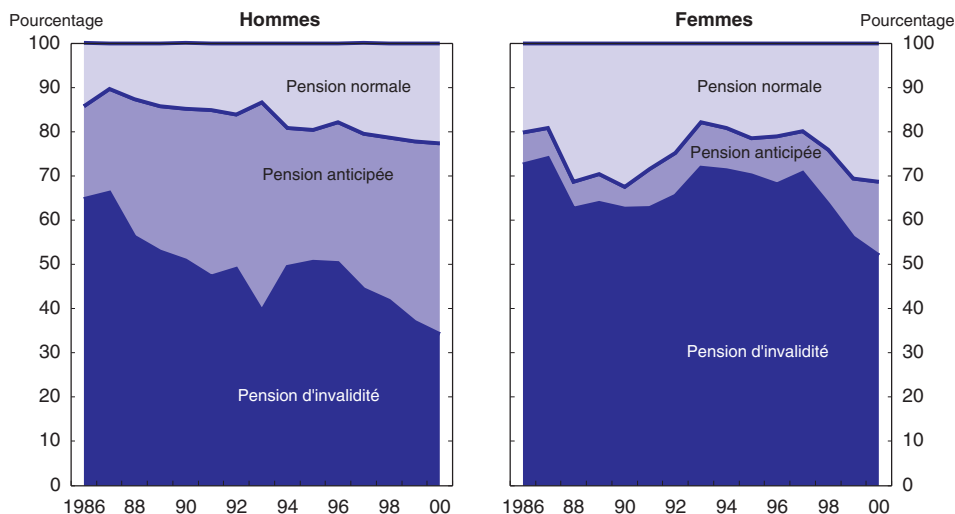 Pourcentage
Hommes
100
90
80
70
60
50
40
30
20
10
0
Pension normale
Pension anticipée
Pension d'invalidité
1986 88 90 92 94 96 98 00
Femmes
Pourcentage
Pension normale
Pension anticipée
Pension d'invalidité
100
90
80
70
60
50
40
30
20
10
0
1986 88 90 92 94 96 98 00